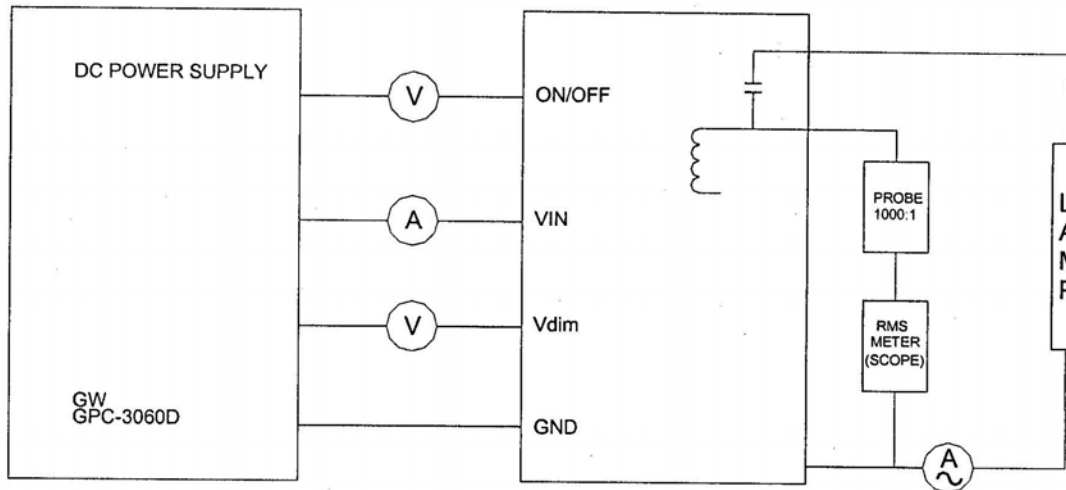 DC POWER SUPPLY
V
ON/OFF
A
VIN
V
Vdim
GW
GPC-3060D
GND
PROBE
1000:1
RMS
METER
(SCOPE)
A
L
A
M
P